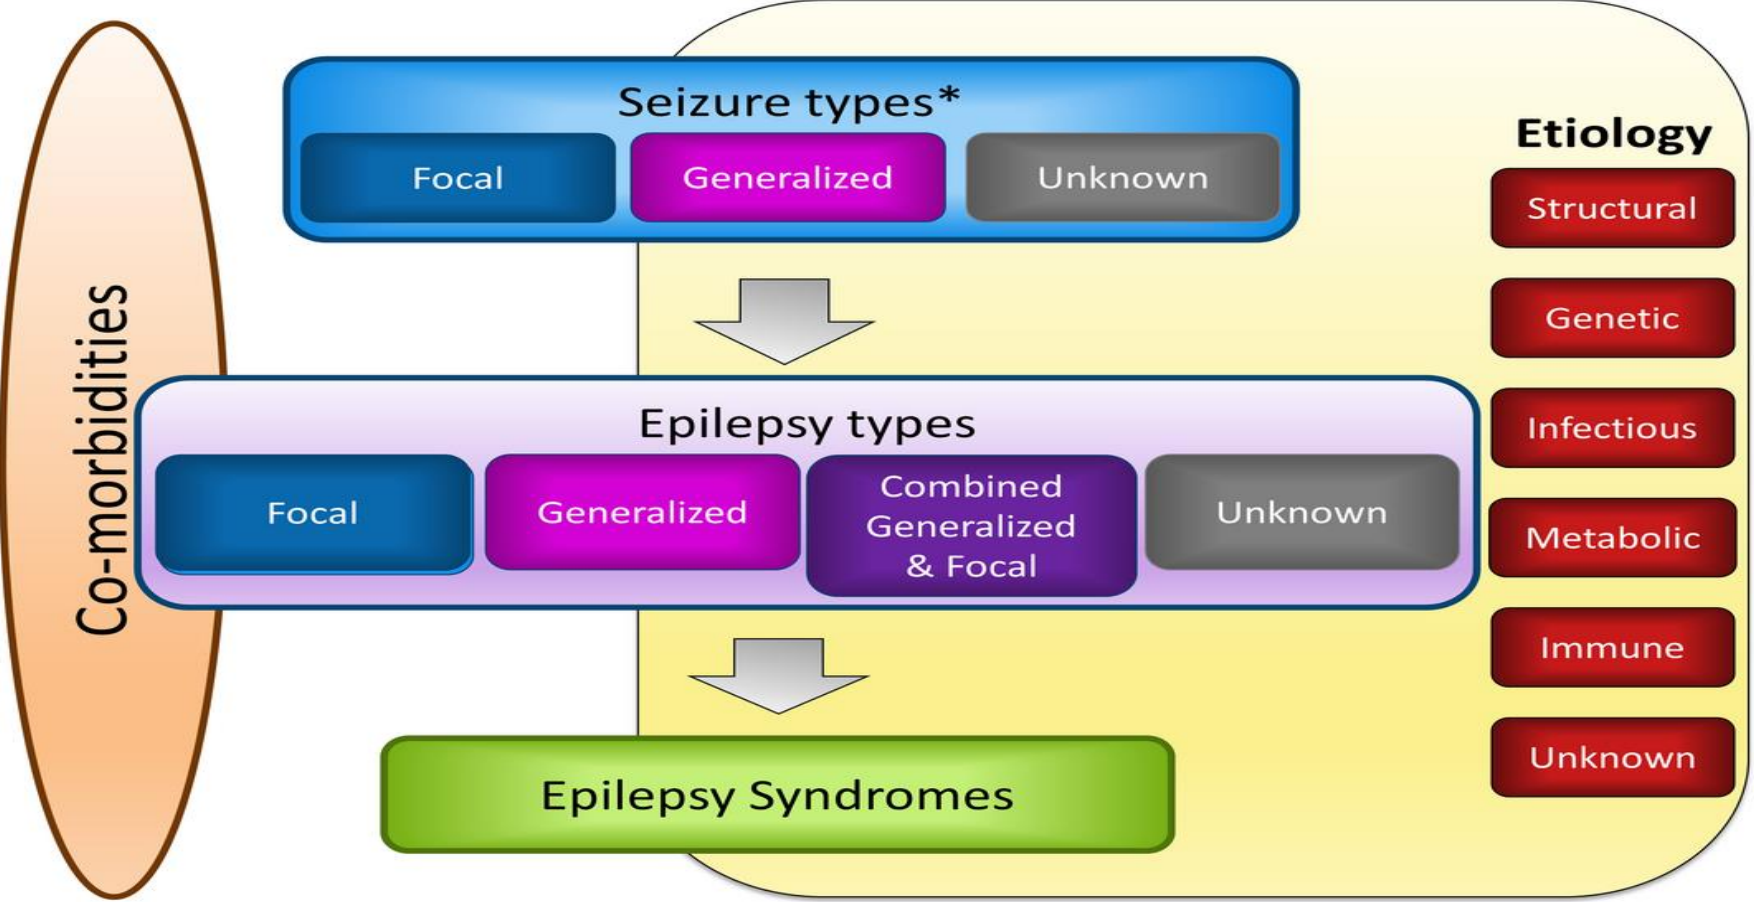 Co-morbidities
Seizure types*
Focal
Generalized
Unknown
Epilepsy types
Focal
Generalized
Combined
Generalized
& Focal
Unknown
Epilepsy Syndromes
Etiology
Structural
Genetic
Infectious
Metabolic
Immune
Unknown